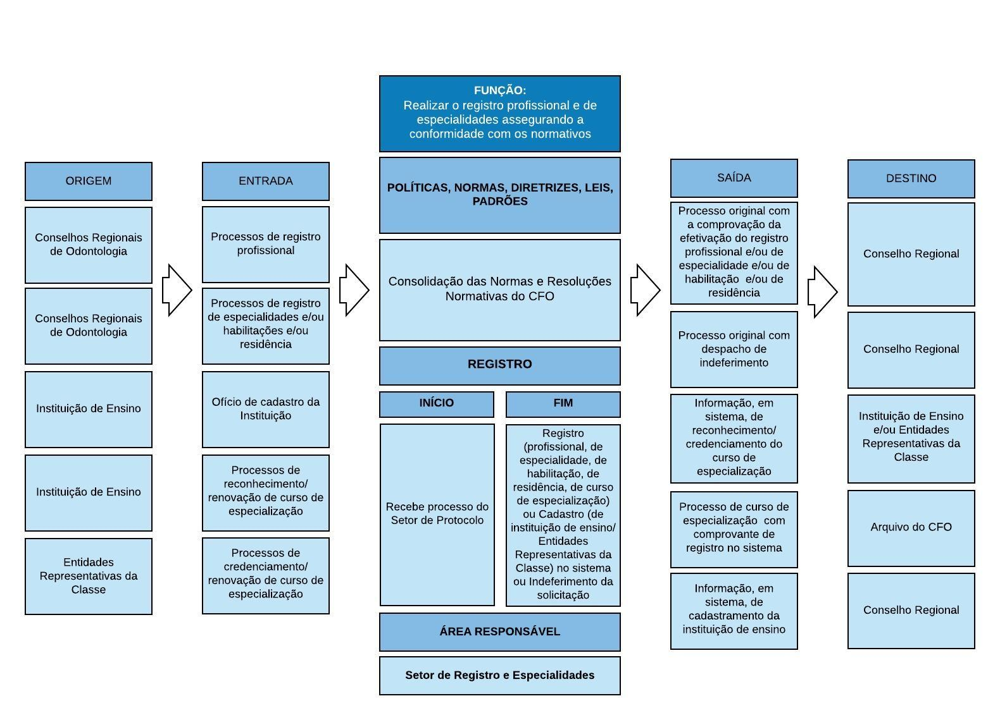 FUNÇÃO:
Realizar o registro profissional e de
especialidades assegurando a
conformidade com os normativos
ORIGEM
Conselhos Regionais
de Odontologia
Conselhos Regionais
de Odontologia
Instituição de Ensino
Instituição de Ensino
Entidades
Representativas da
Classe
ENTRADA
Processos de registro
profissional
Processos de registro
de especialidades e/ou
habilitações e/ou
residência
Ofício de cadastro da
Instituição
Processos de
reconhecimento/
renovação de curso de
especialização
Processos de
credenciamento/
renovação de curso de
especialização
POLÍTICAS, NORMAS, DIRETRIZES, LEIS,
PADRÕES
Consolidação das Normas e Resoluções
Normativas do CFO
REGISTRO
INÍCIO
Recebe processo do
Setor de Protocolo
FIM
Registro
(profissional, de
especialidade, de
habilitação, de
residência, de curso
de especialização)
ou Cadastro (de
instituição de ensino/
Entidades
Representativas da
Classe) no sistema
ou Indeferimento da
solicitação
ÁREA RESPONSÁVEL
Setor de Registro e Especialidades
SAÍDA
Processo original com
a comprovação da
efetivação do registro
profissional e/ou de
especialidade e/ou de
habilitação  e/ou de
residência
Processo original com
despacho de
indeferimento
Informação, em
sistema, de
reconhecimento/
credenciamento do
curso de
especialização
Processo de curso de
especialização  com
comprovante de
registro no sistema
Informação, em
sistema, de
cadastramento da
instituição de ensino
DESTINO
Conselho Regional
Conselho Regional
Instituição de Ensino
e/ou Entidades
Representativas da
Classe
Arquivo do CFO
Conselho Regional